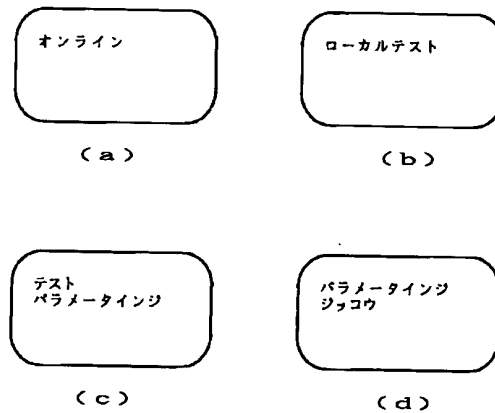 オンライン
ローカルテスト
(a)
(b)
テスト
パラメータインジ
パラメータインジ
ジッコウ
(c)
(d)